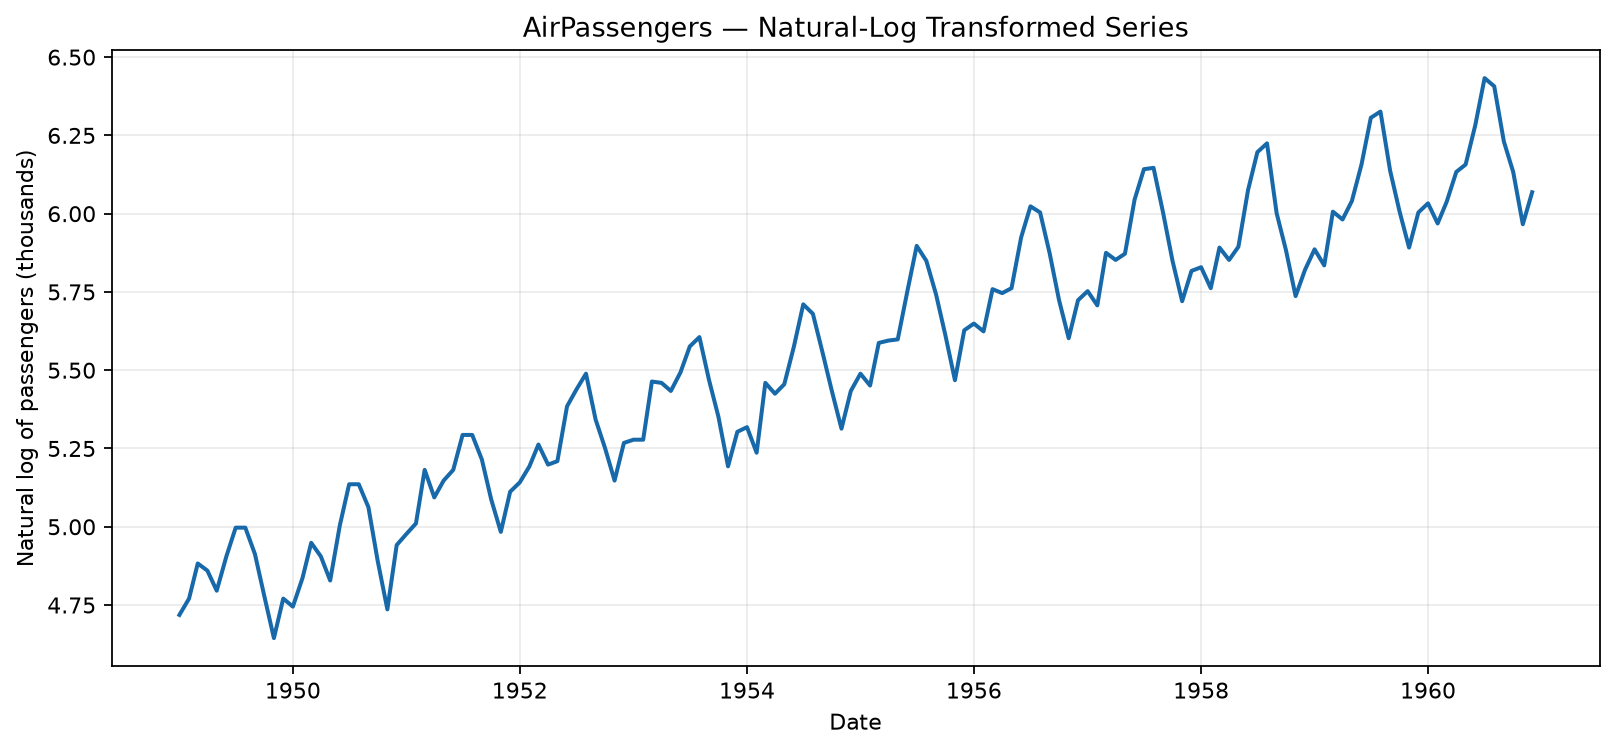 AirPassengers — Natural-Log Transformed Series
Natural log of passengers (thousands)
6.50
6.25
6.00
5.75
5.50
5.25
5.00
4.75
1950 1952 1954 1956 1958 1960
Date